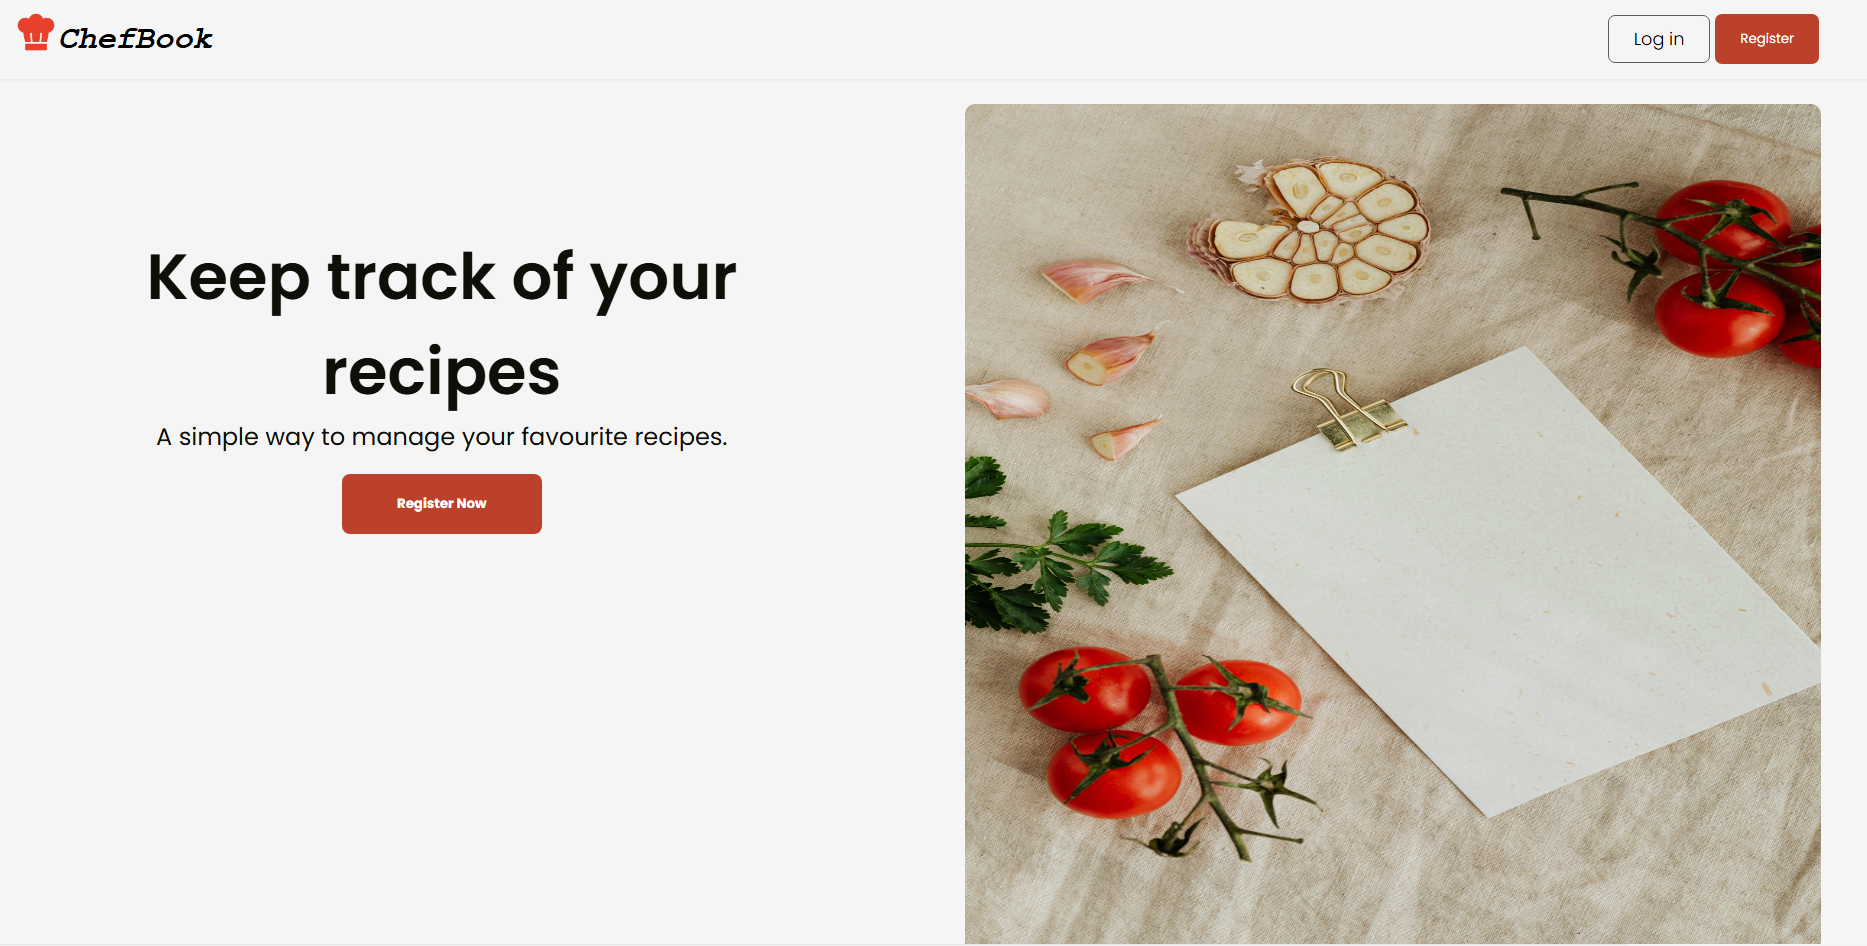 ChefBook
Log in
Register
Keep track of your
recipes
A simple way to manage your favourite recipes.
Register Now